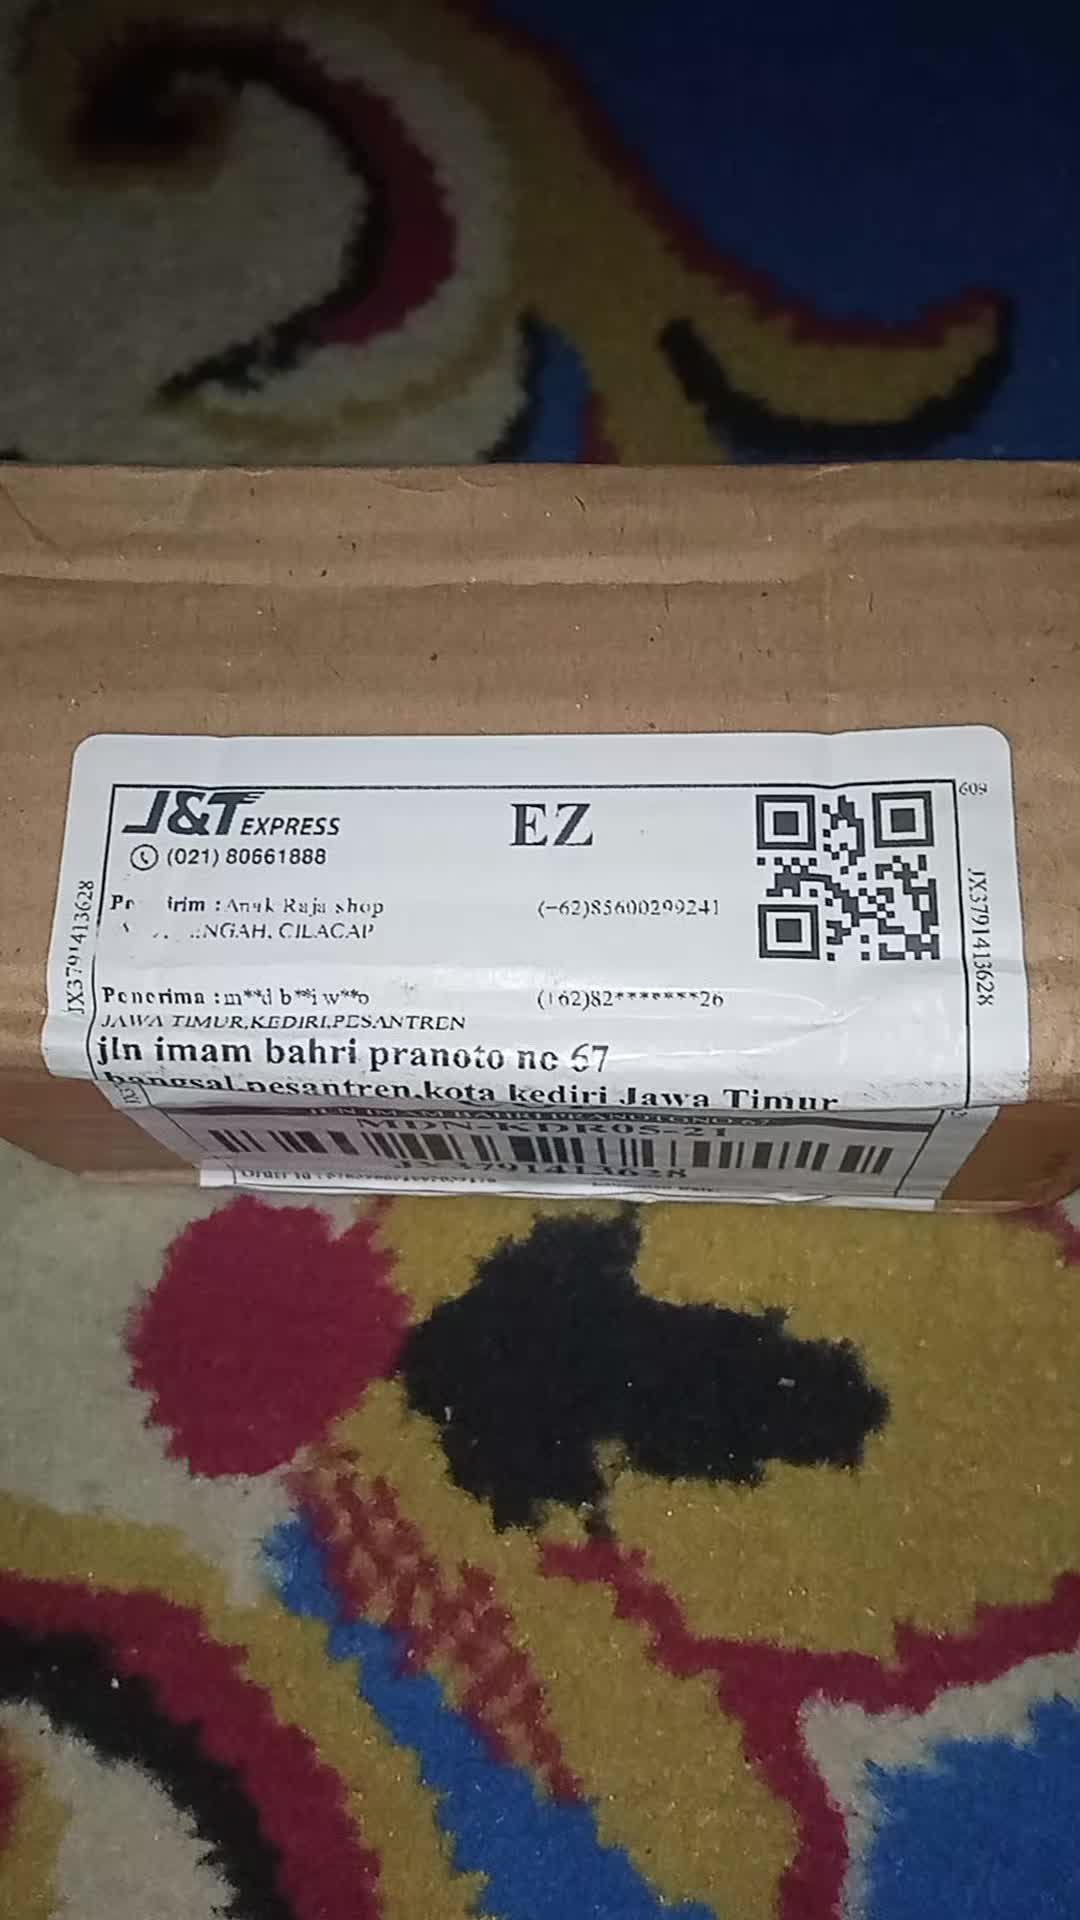 J&T EXPRESS
EZ
(021) 80661888
609
: Anak Raja shop
(+62)85600299241
NGAH, CILACAP
JX3791413628
JX3791413628
Penerima : m**d b**i w**o
(+62)82*******26
JAWA TIMUR,KEDIRI,PESANTREN
jln imam bahri pranoto no 67
bangsal,pesantren,kota kediri Jawa Timur
MDN-KDR05-21
JX3791413628